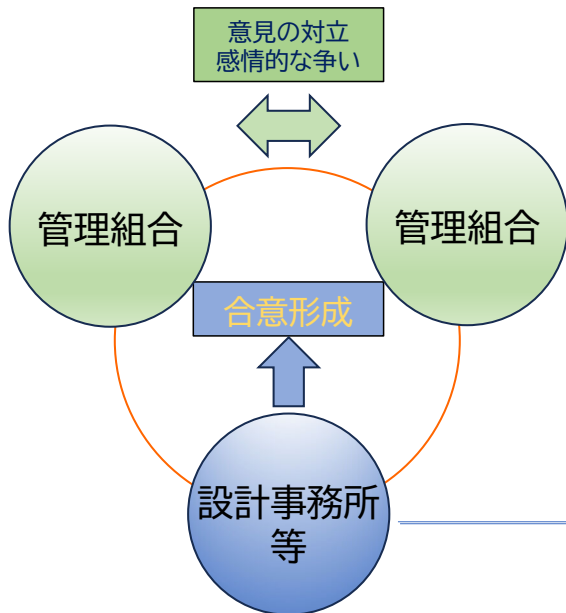 意見の対立
感情的な争い
管理組合
管理組合
合意形成
設計事務所
等